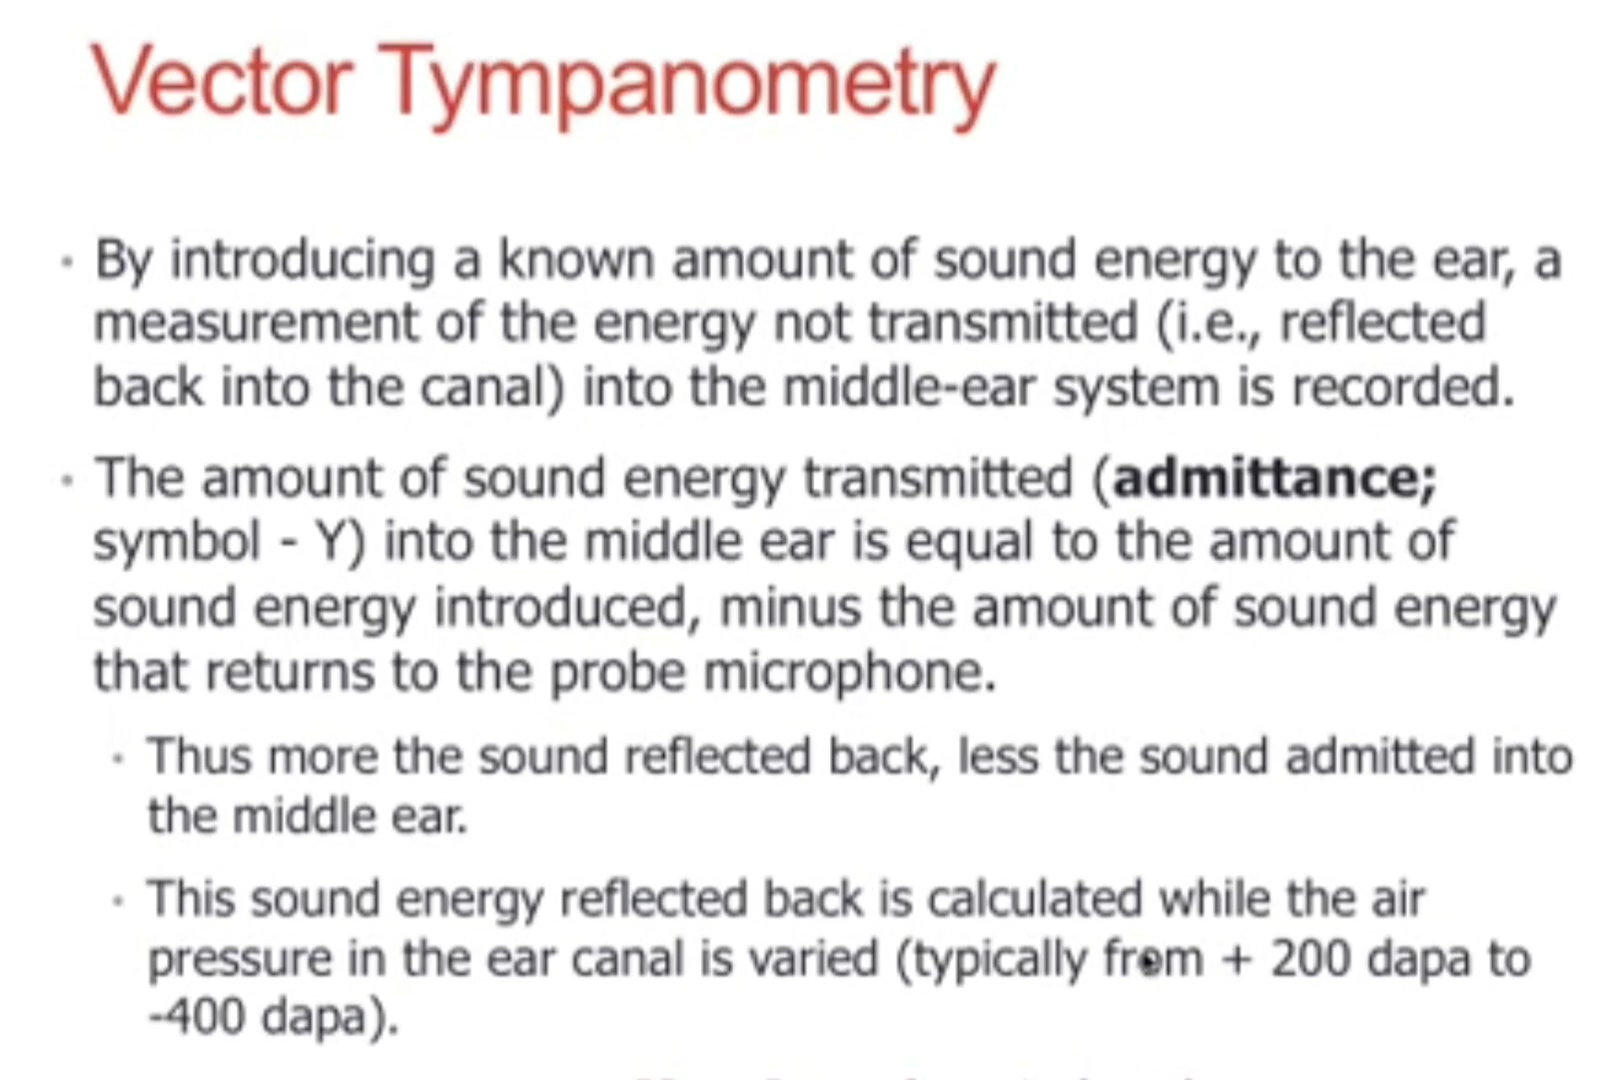 Vector Tympanometry
· By introducing a known amount of sound energy to the ear, a
measurement of the energy not transmitted (i.e., reflected
back into the canal) into the middle-ear system is recorded.
· The amount of sound energy transmitted (admittance;
symbol - Y) into the middle ear is equal to the amount of
sound energy introduced, minus the amount of sound energy
that returns to the probe microphone.
· Thus more the sound reflected back, less the sound admitted into
the middle ear.
· This sound energy reflected back is calculated while the air
pressure in the ear canal is varied (typically from + 200 dapa to
-400 dapa).